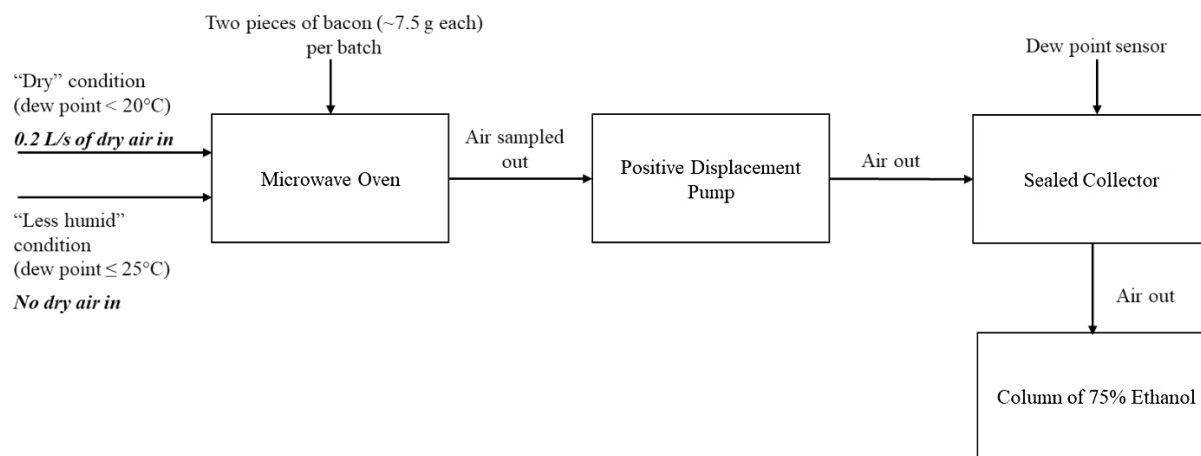 Two pieces of bacon (~7.5 g each)
per batch
Dew point sensor
“Dry” condition
(dew point < 20°C)
0.2 L/s of dry air in
Microwave Oven
Air sampled
out
Positive Displacement
Pump
Air out
Sealed Collector
“Less humid”
condition
(dew point ≤ 25°C)
No dry air in
Air out
Column of 75% Ethanol